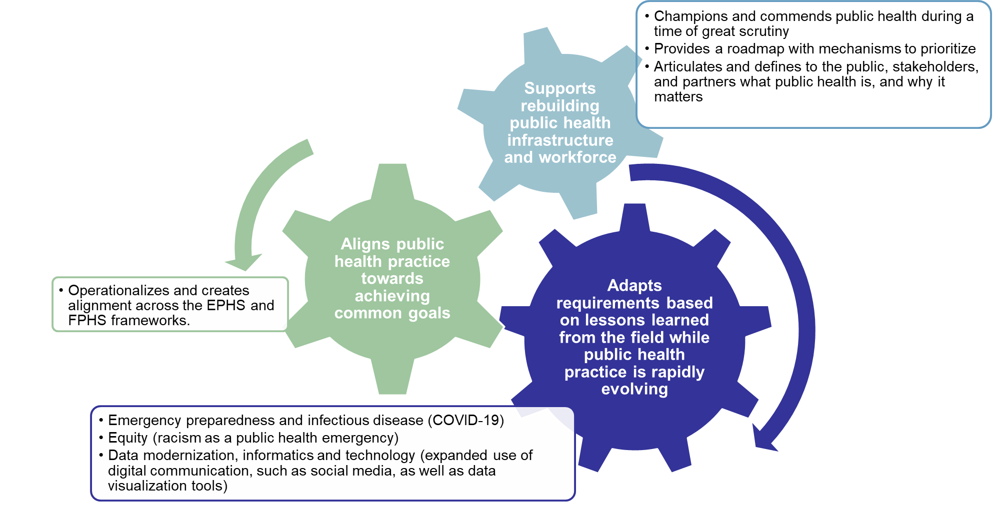 • Champions and commends public health during a
time of great scrutiny
• Provides a roadmap with mechanisms to prioritize
• Articulates and defines to the public, stakeholders,
and partners what public health is, and why it
matters
Supports
rebuilding
public health
infrastructure
and workforce
Aligns public
health practice
towards
achieving
common goals
• Operationalizes and creates
alignment across the EPHS and
FPHS frameworks.
Adapts
requirements based
on lessons learned
from the field while
public health
practice is rapidly
evolving
• Emergency preparedness and infectious disease (COVID-19)
• Equity (racism as a public health emergency)
• Data modernization, informatics and technology (expanded use of
digital communication, such as social media, as well as data
visualization tools)